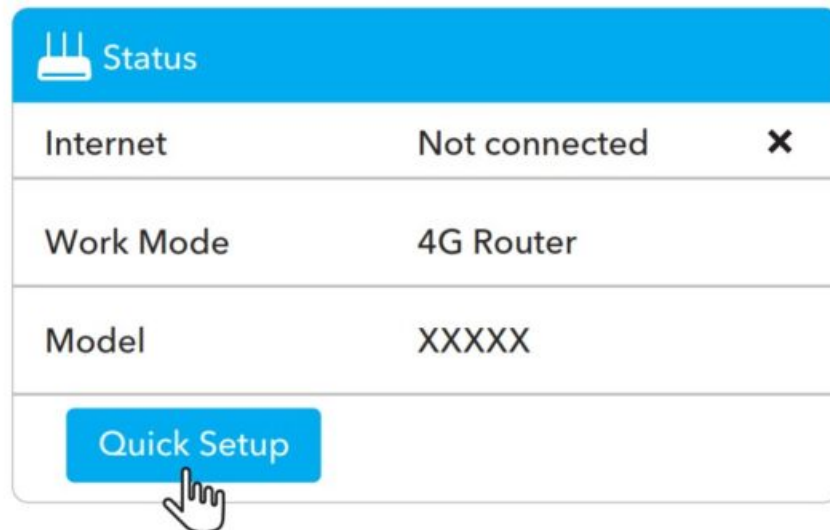 Status
Internet Not connected ×
Work Mode 4G Router
Model XXXXX
Quick Setup